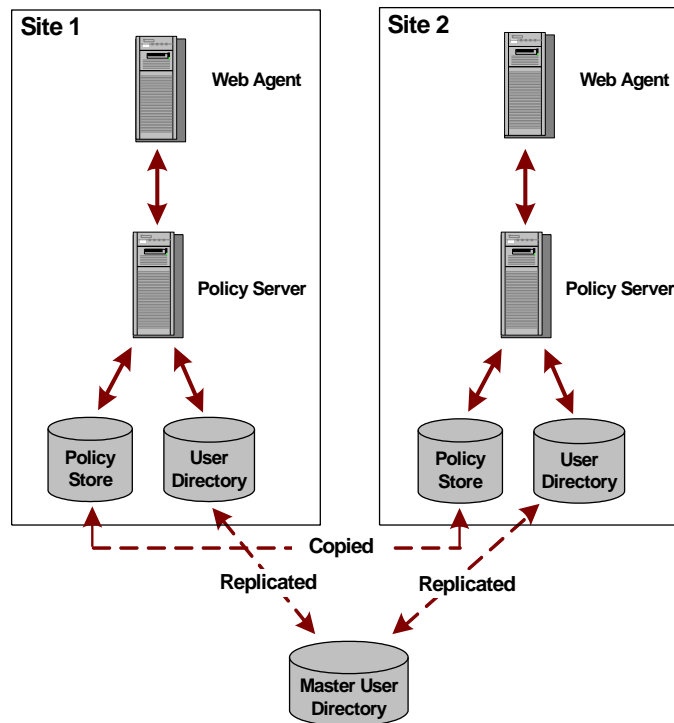 Site 1
Web Agent
Policy Server
Policy
Store
User
Directory
Site 2
Web Agent
Policy Server
Policy
Store
User
Directory
Copied
Replicated
Replicated
Master User
Directory